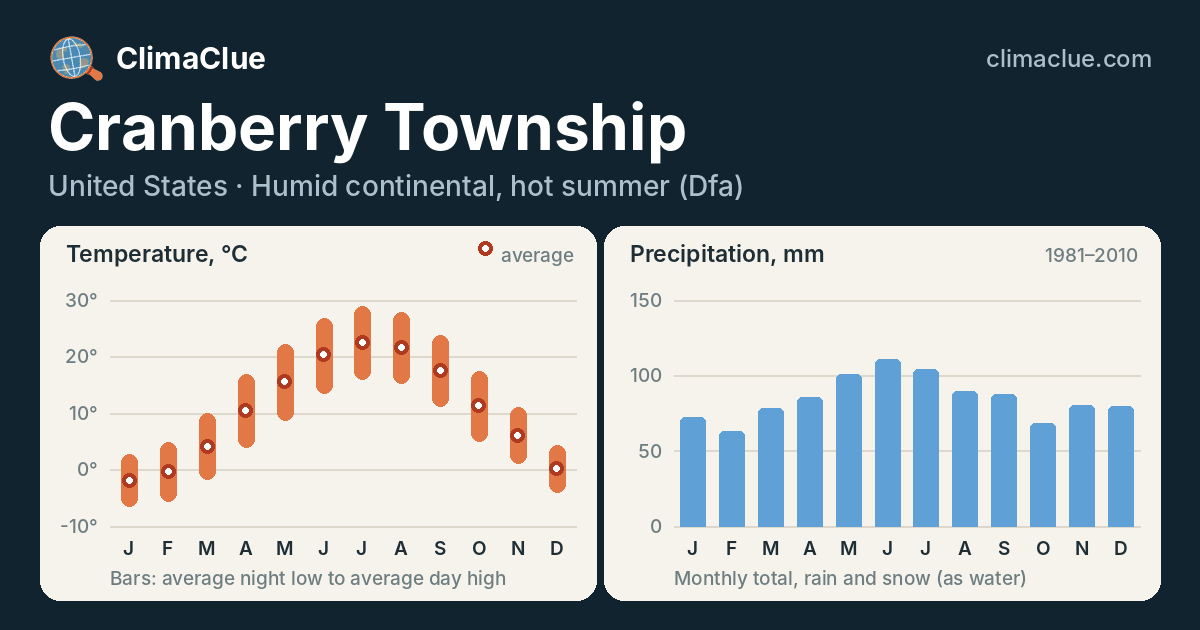 ClimaClue
climaclue.com
Cranberry Township
United States · Humid continental, hot summer (Dfa)
Temperature, °C
average
30°
20°
10°
0°
-10°
J F M A M J J A S O N D
Bars: average night low to average day high
Precipitation, mm
1981–2010
150
100
50
0
J F M A M J J A S O N D
Monthly total, rain and snow (as water)